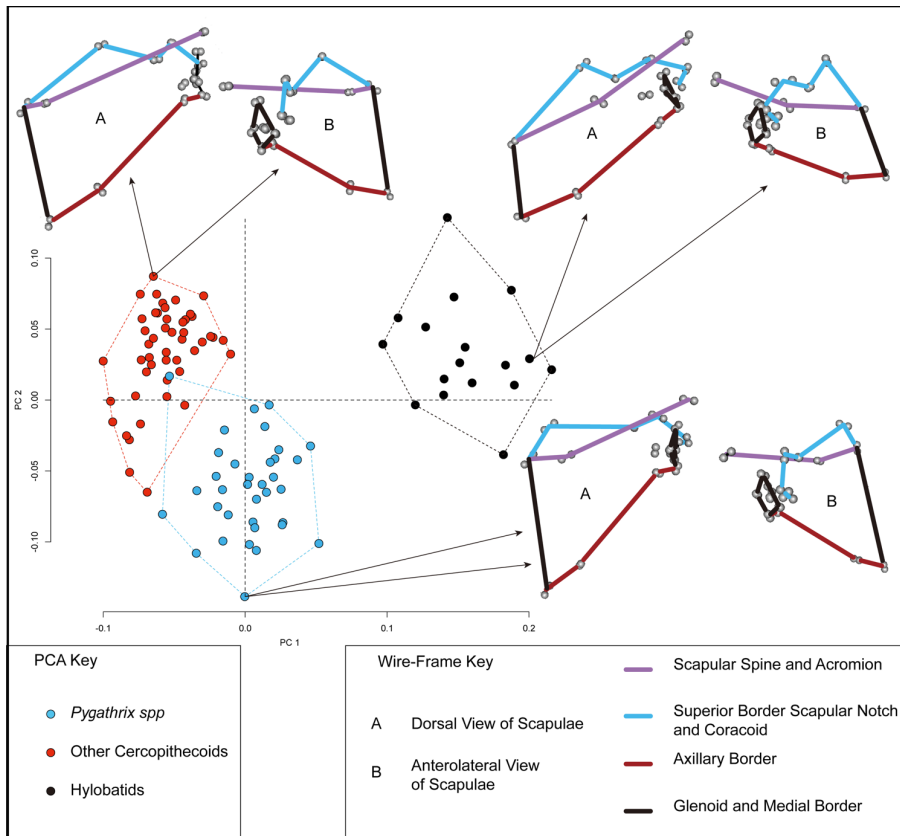 A
B
A
B
0.10
0.05
0.00
-0.05
-0.10
PC 2
A
B
-0.1
0.0
0.1
0.2
PC 1
PCA Key
Pygathrix spp
Other Cercopithecoids
Hylobatids
Wire-Frame Key
A Dorsal View of Scapulae
B Anterolateral View
of Scapulae
Scapular Spine and Acromion
Superior Border Scapular Notch
and Coracoid
Axillary Border
Glenoid and Medial Border